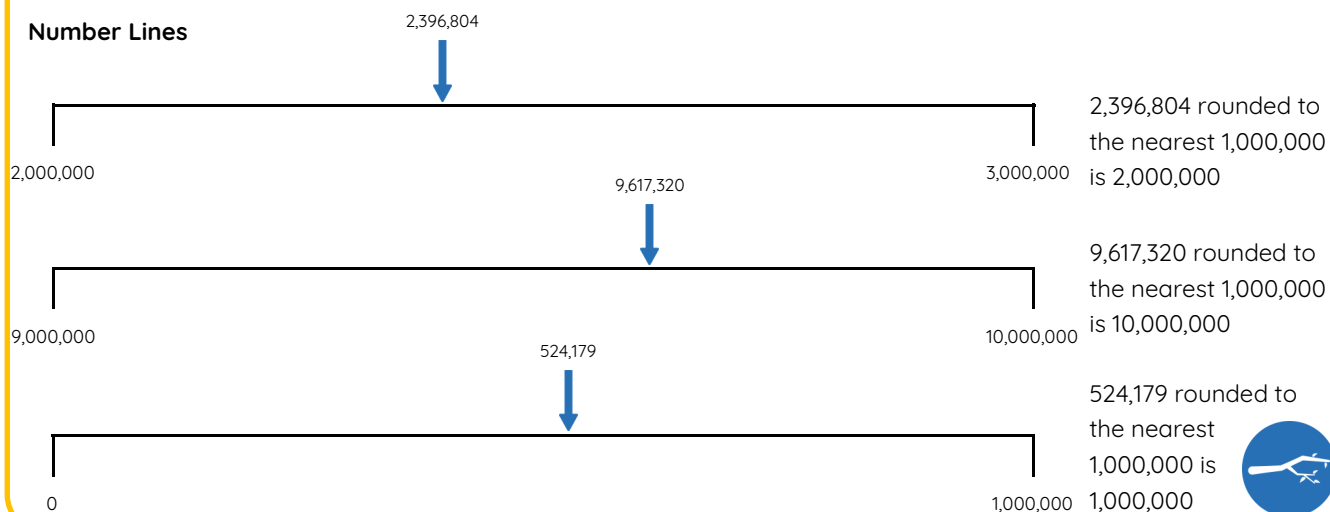 Number Lines
2,396,804
2,000,000
3,000,000
2,396,804 rounded to
the nearest 1,000,000
is 2,000,000
9,617,320
9,000,000
10,000,000
9,617,320 rounded to
the nearest 1,000,000
is 10,000,000
524,179
0
1,000,000
524,179 rounded to
the nearest
1,000,000 is
1,000,000